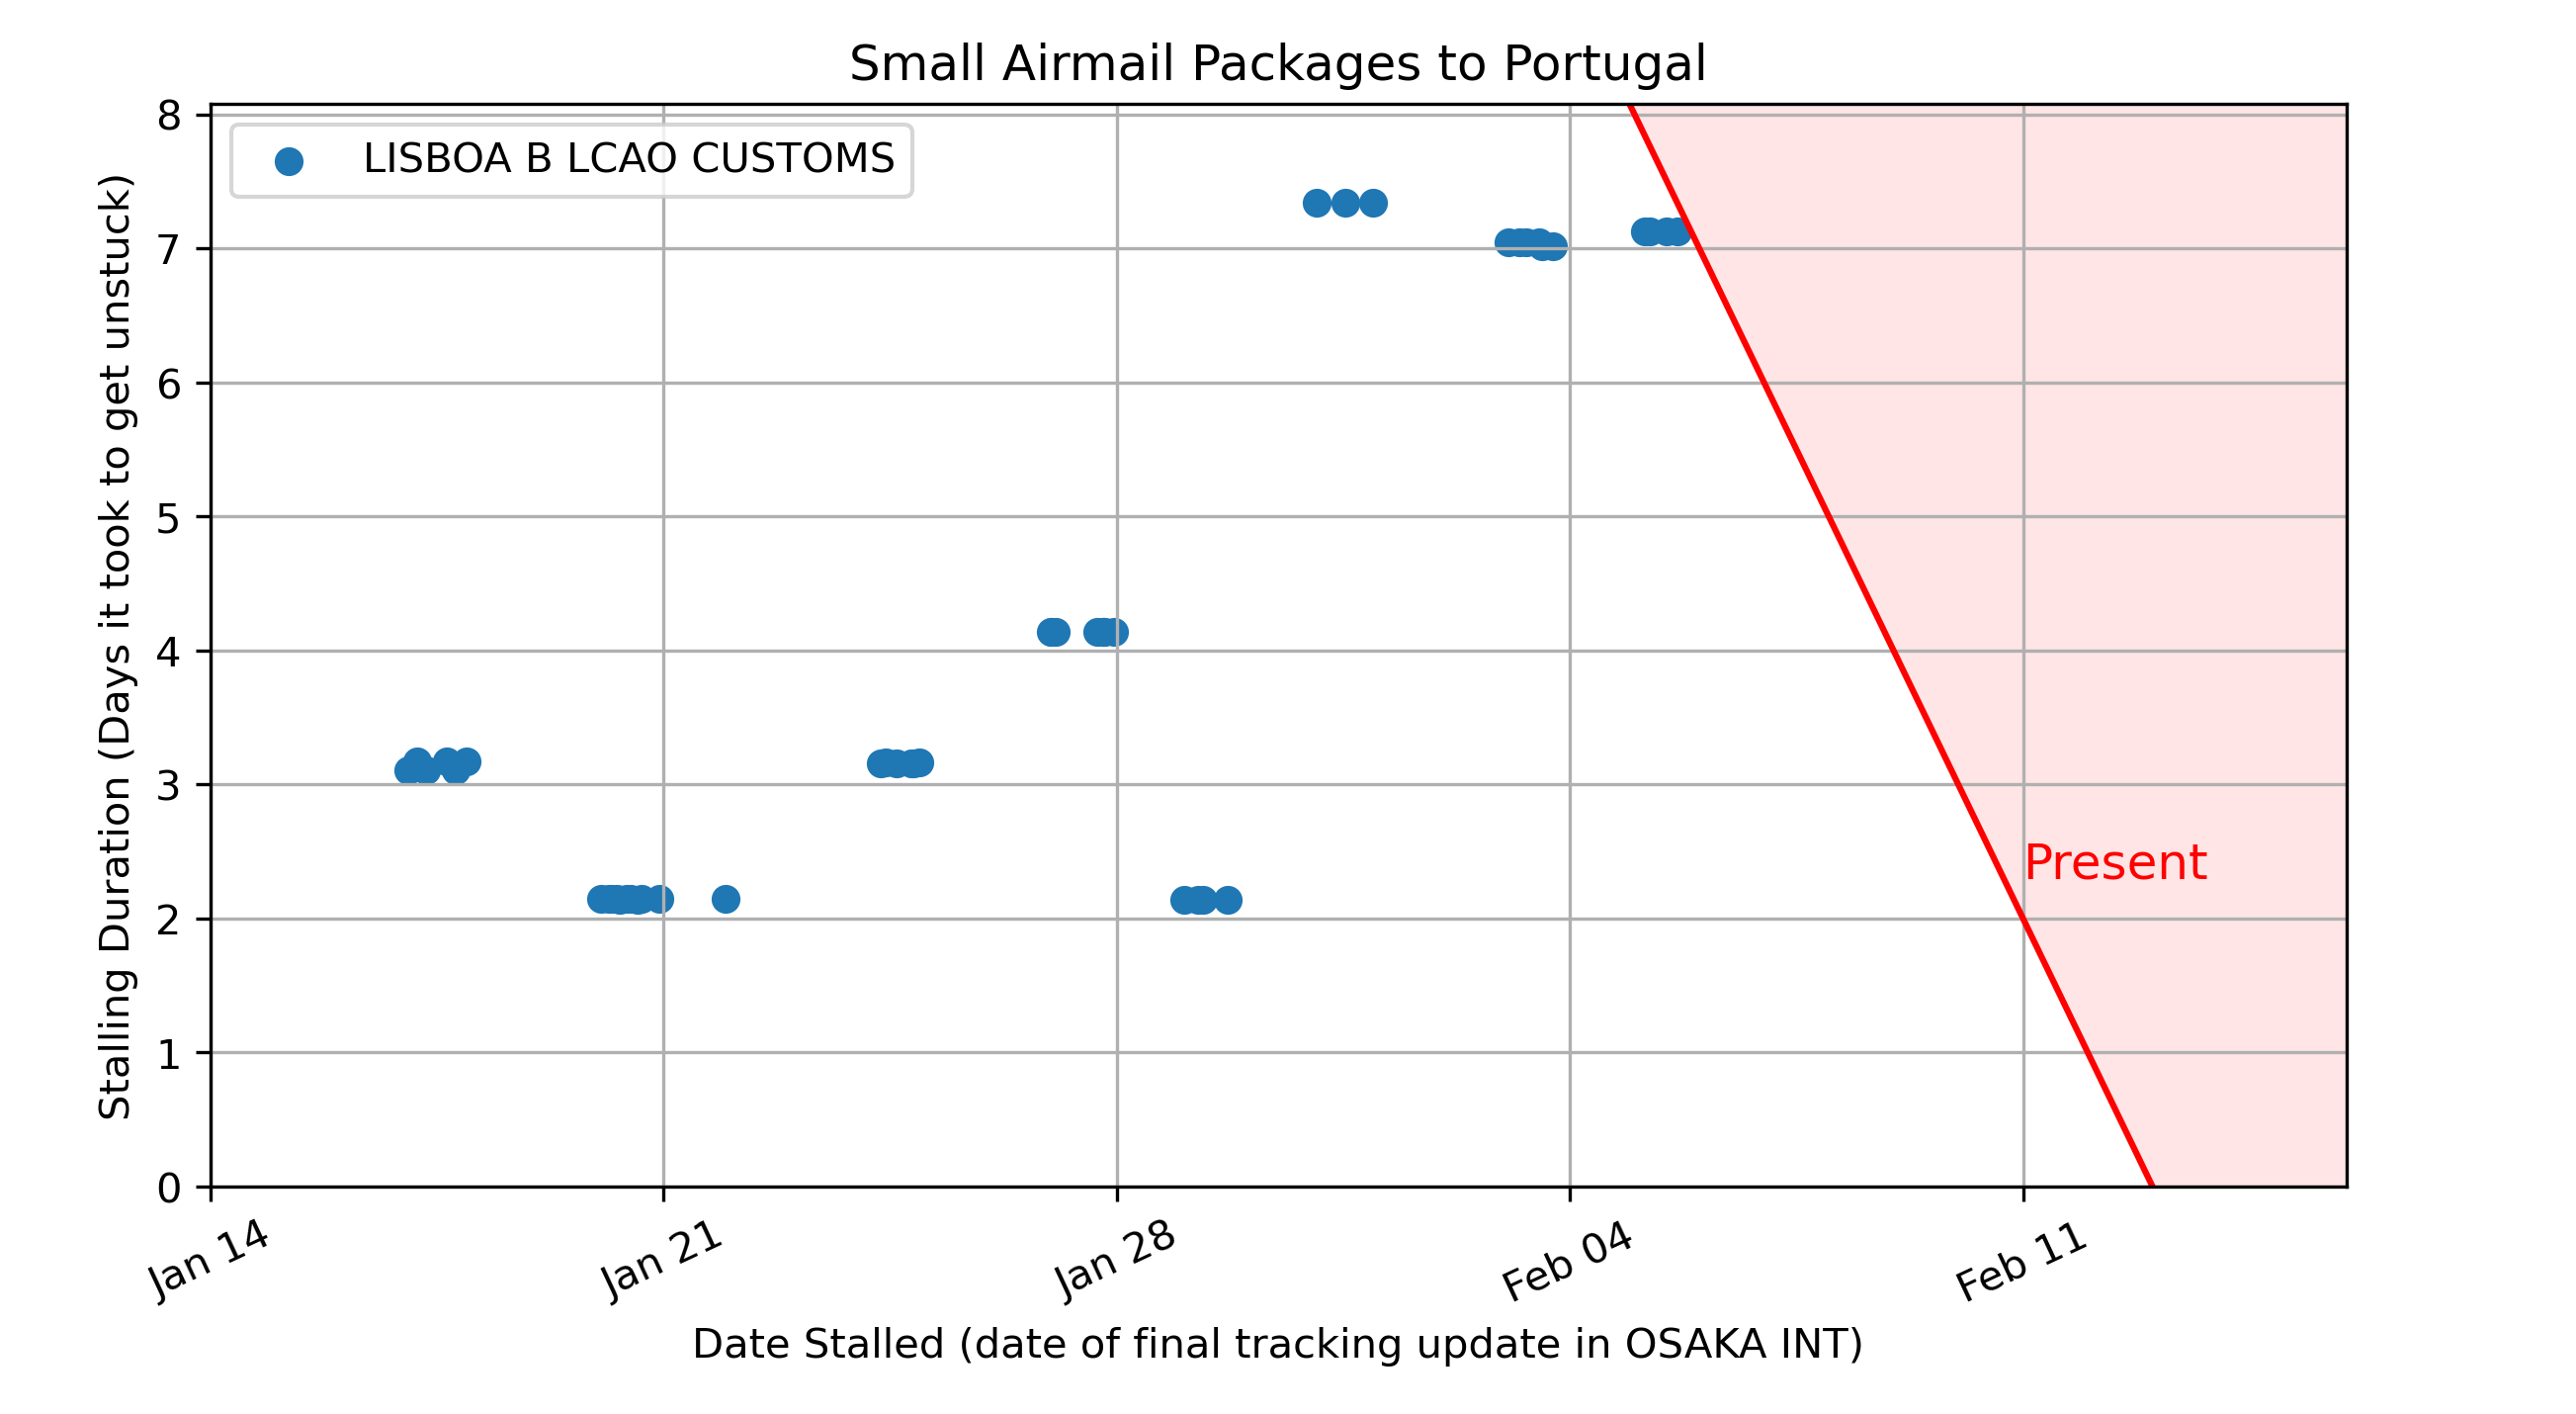 Small Airmail Packages to Portugal
LISBOA B LCAO CUSTOMS
Stalling Duration (Days it took to get unstuck)
8
7
6
5
4
3
2
1
0
Present
Jan 14
Jan 21
Jan 28
Feb 04
Feb 11
Date Stalled (date of final tracking update in OSAKA INT)